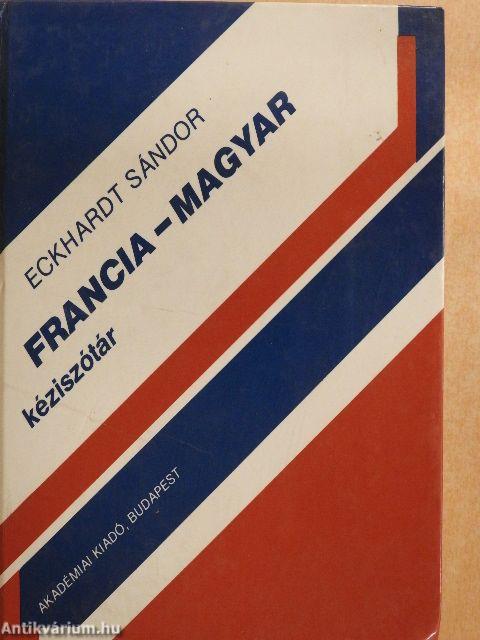 ECKHARDT SÁNDOR
FRANCIA – MAGYAR
kéziszótár
AKADÉMIAI KIADÓ, BUDAPEST
Antikvárium.hu